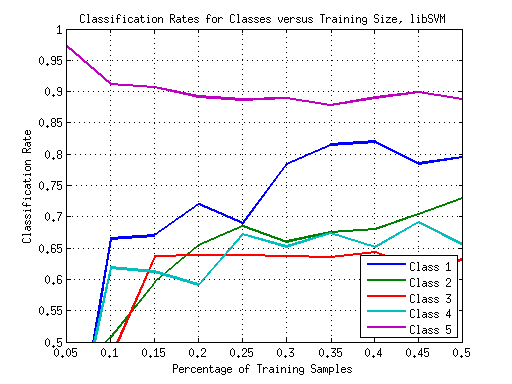 Classification Rates for Classes versus Training Size, libSVM
1
0.95
0.9
0.85
0.8
0.75
0.7
0.65
0.6
0.55
0.5
Classification Rate
Class 1
Class 2
Class 3
Class 4
Class 5
0.05 0.1 0.15 0.2 0.25 0.3 0.35 0.4 0.45 0.5
Percentage of Training Samples